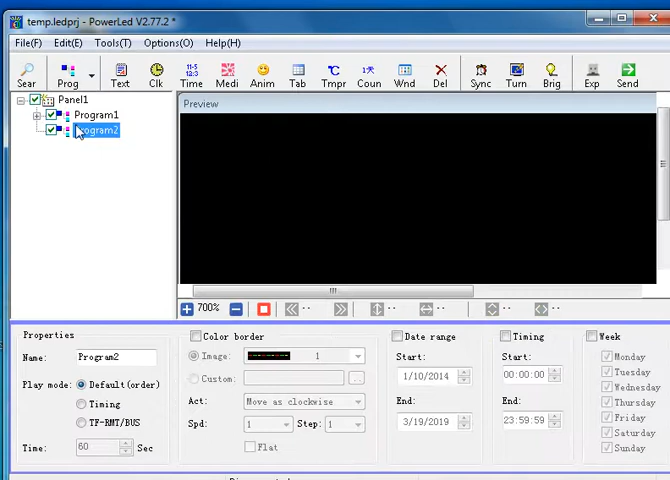 temp.ledprj - PowerLed V2.77.2 *
File(F) Edit(E) Tools(T) Options(O) Help(H)
Sear Prog Text Clk Time Medi Anim Tab Tmpr Coun Wnd Del Sync Turn Brig Exp Send
Panel1
Program1
Program2
Preview
700%
Properties
Name: Program2
Play mode: Default(order)
Timing
TF-RMT/BUS
Time: 60 Sec
Color border
Image: 1
Custom:
Act: Move as clockwise
Spd: 1 Step: 1
Flat
Date range
Start:
1/10/2014
End:
3/19/2019
Timing
Start:
00:00:00
End:
23:59:59
Week
Monday
Tuesday
Wednesday
Thursday
Friday
Saturday
Sunday